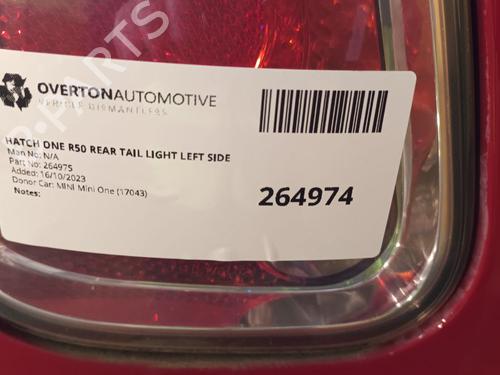 OVERTONAUTOMOTIVE
VEHICLE DISMANTLERS
HATCH ONE R50 REAR TAIL LIGHT LEFT SIDE
Man No: N/A
Part No: 264975
Added: 16/10/2023
Donor Car: MINI Mini One (17043)
Notes:
264974
PARTS